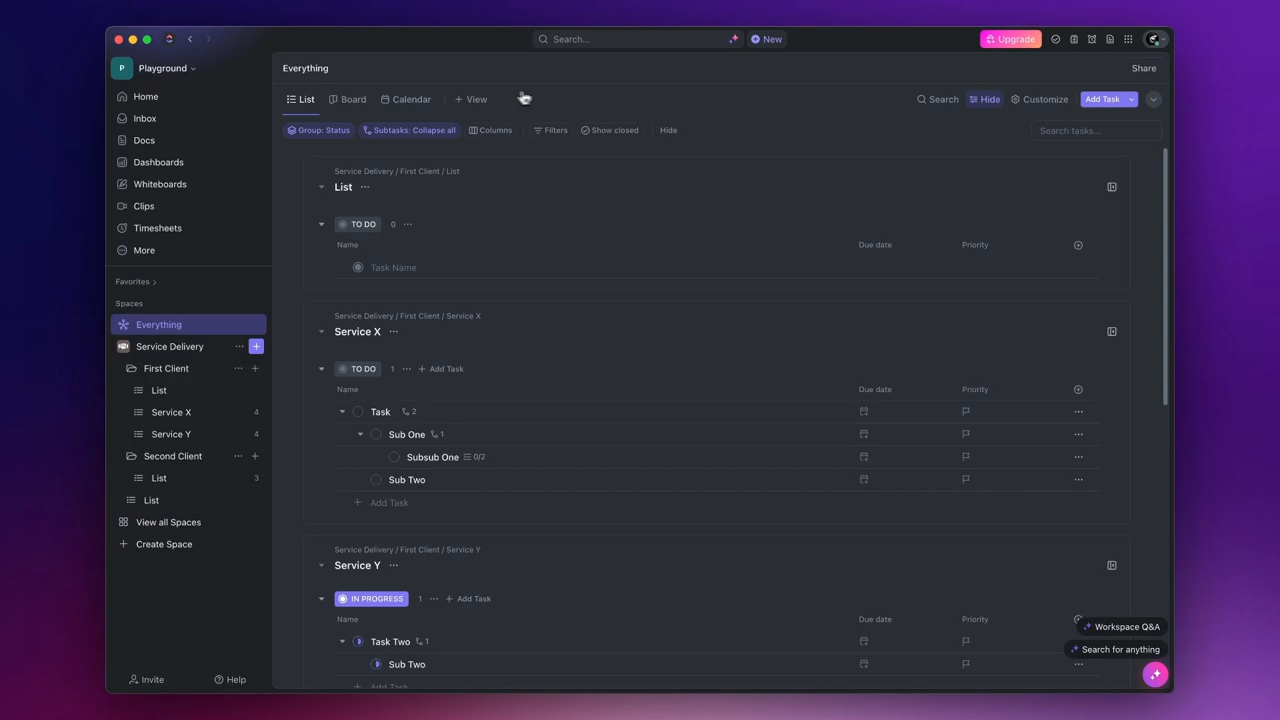 Search...
New
Upgrade
P
Playground
Everything
Share
Home
Inbox
Docs
Dashboards
Whiteboards
Clips
Timesheets
More
Favorites
Spaces
Everything
Service Delivery
First Client
List
Service X 4
Service Y 4
Second Client
List 3
List
View all Spaces
Create Space
Invite
Help
List
Board
Calendar
+ View
Search
Hide
Customize
Add Task
Group: Status
Subtasks: Collapse all
Columns
Filters
Show closed
Hide
Search tasks...
Service Delivery / First Client / List
List
TO DO 0
Name Due date Priority
Task Name
Service Delivery / First Client / Service X
Service X
TO DO 1 + Add Task
Name Due date Priority
Task 2
Sub One 1
Subsub One 0/2
Sub Two
+ Add Task
Service Delivery / First Client / Service Y
Service Y
IN PROGRESS 1 + Add Task
Name Due date Priority
Workspace Q&A
Task Two 1
Search for anything
Sub Two
Add Task